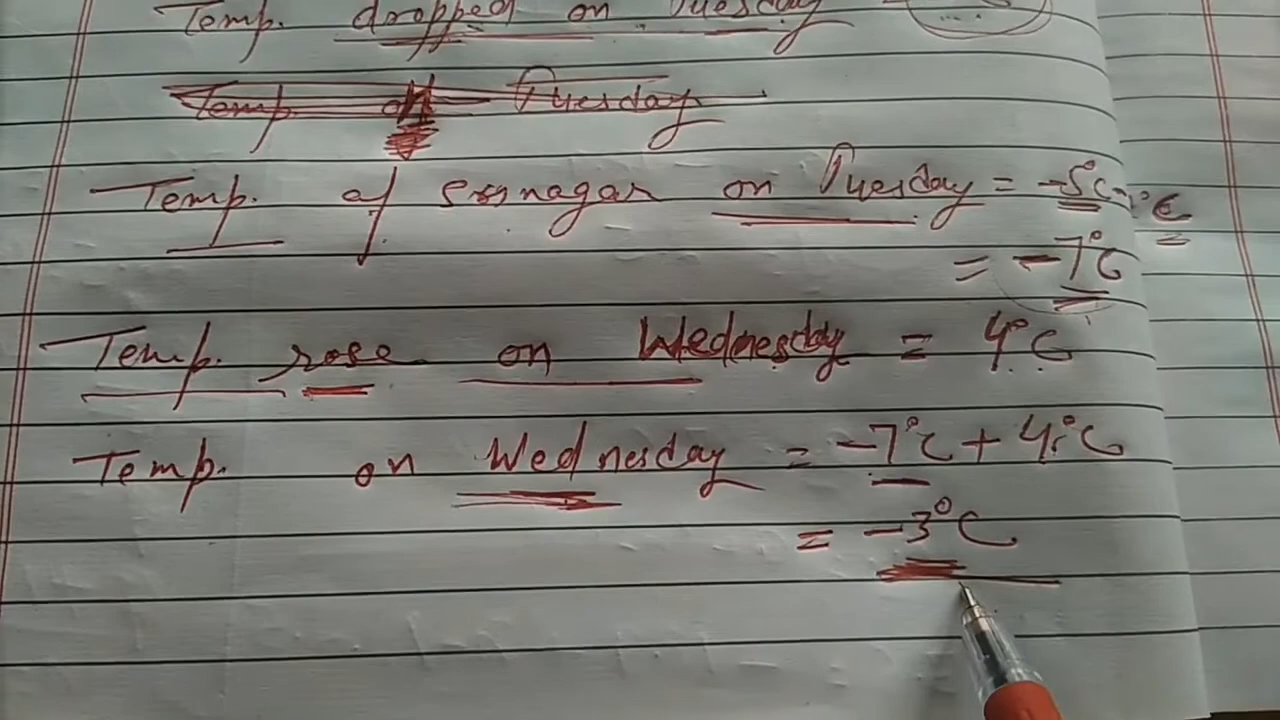 Temp. dropped on Tuesday
Temp. on Tuesday
Temp. of Srinagar on Tuesday = -5°C - °C
= -7°C
Temp. rose on Wednesday = 4°C
Temp. on Wednesday = -7°C + 4°C
= -3°C